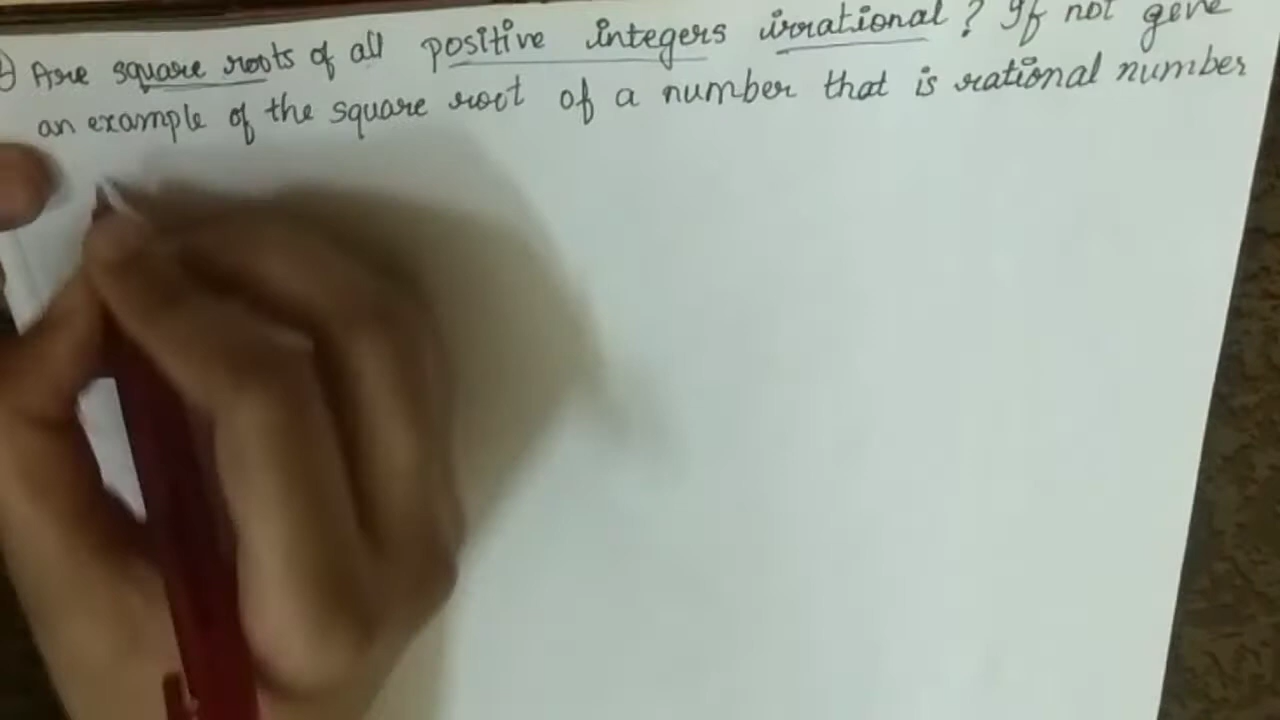 Are square roots of all positive integers irrational ? If not give
an example of the square root of a number that is rational number